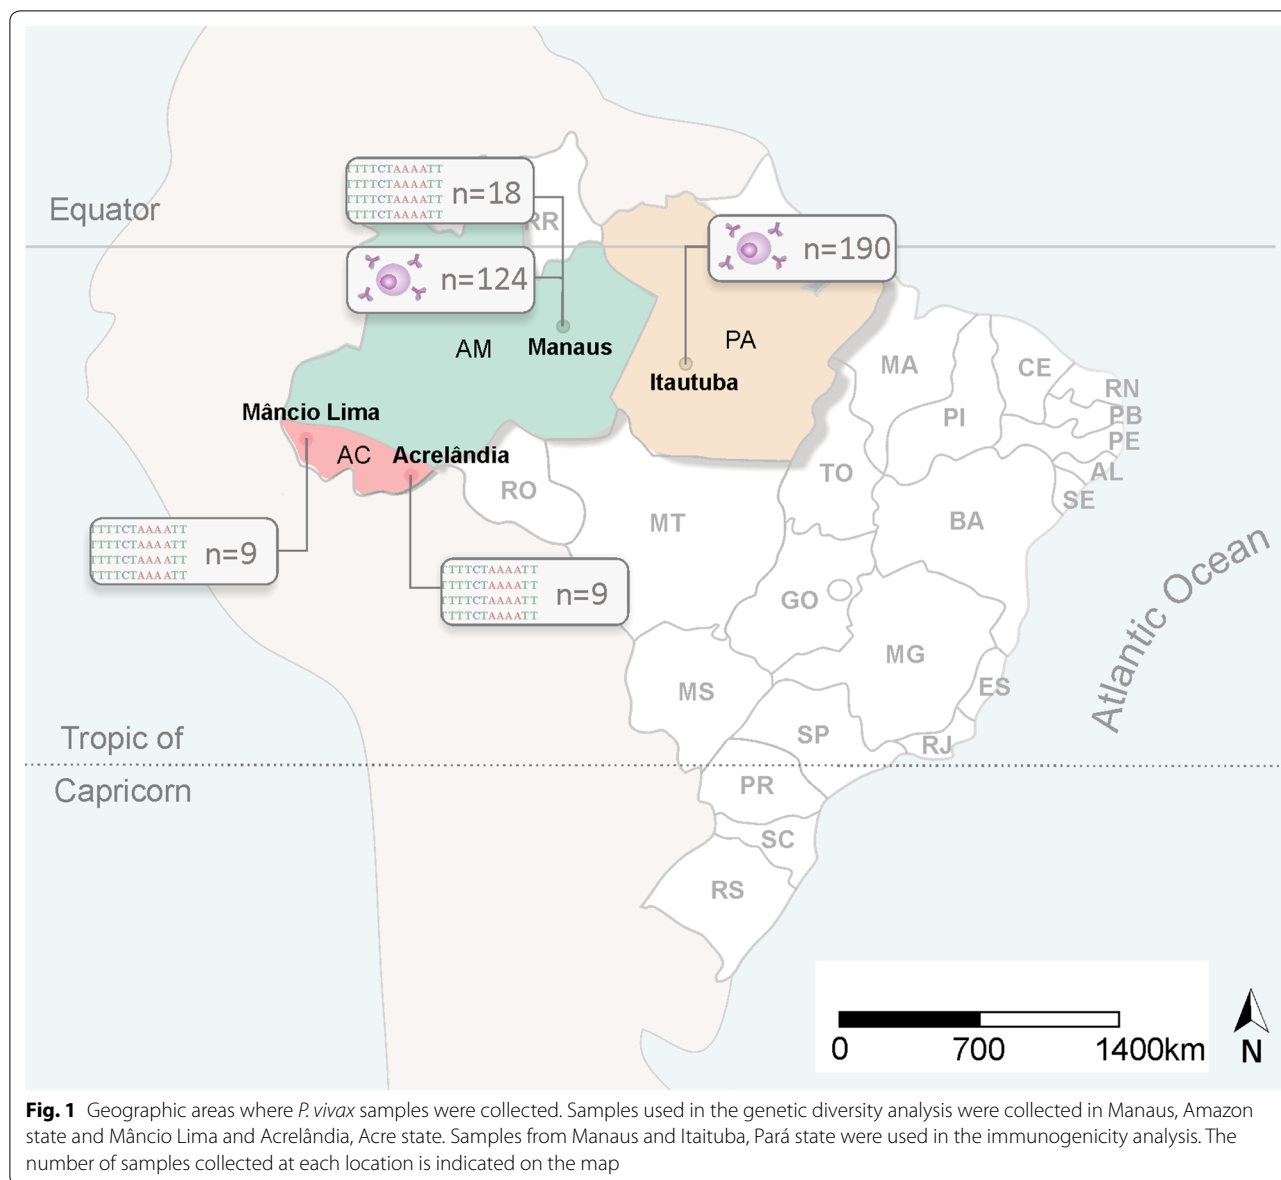 TTTTCTAAAATT
TTTTCTAAAATT
TTTTCTAAAATT
TTTTCTAAAATT
n=18
Equator
RR
n=124
n=190
AM
Manaus
PA
Itautuba
MA
CE
RN
PB
PE
PI
AL
SE
Mâncio Lima
AC
Acrelândia
RO
TO
MT
BA
TTTTCTAAAATT
TTTTCTAAAATT
TTTTCTAAAATT
TTTTCTAAAATT
n=9
TTTTCTAAAATT
TTTTCTAAAATT
TTTTCTAAAATT
TTTTCTAAAATT
n=9
GO
MG
ES
MS
Atlantic Ocean
SP
RJ
Tropic of
Capricorn
PR
SC
RS
0 700 1400km
N
Fig. 1 Geographic areas where P. vivax samples were collected. Samples used in the genetic diversity analysis were collected in Manaus, Amazon
state and Mâncio Lima and Acrelândia, Acre state. Samples from Manaus and Itaituba, Pará state were used in the immunogenicity analysis. The
number of samples collected at each location is indicated on the map